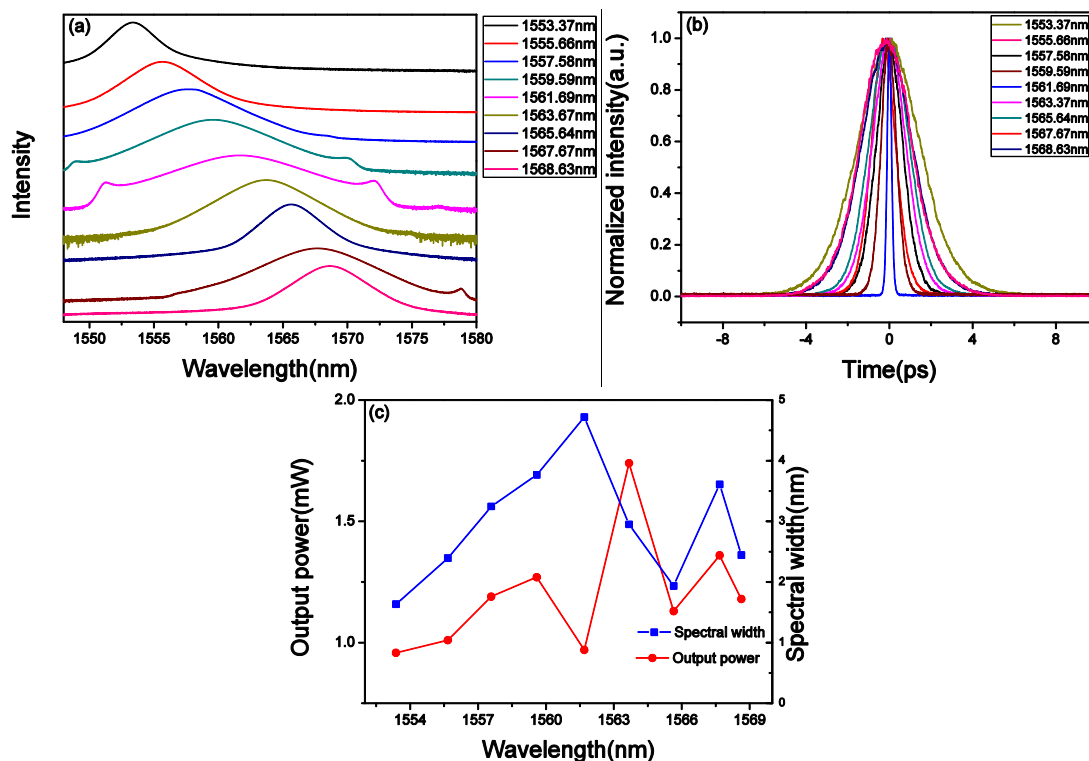 (a)
1553.37nm
1555.66nm
1557.58nm
1559.59nm
1561.69nm
1563.67nm
1565.64nm
1567.67nm
1568.63nm
Intensity
1550 1555 1560 1565 1570 1575 1580
Wavelength(nm)
(b)
1553.37nm
1555.66nm
1557.58nm
1559.59nm
1561.69nm
1563.37nm
1565.64nm
1567.67nm
1568.63nm
Normalized intensity(a.u.)
1.0
0.8
0.6
0.4
0.2
0.0
-8 -4 0 4 8
Time(ps)
(c)
Output power(mW)
2.0
1.5
1.0
Spectral width
Output power
5
4
3
2
1
0
Spectral width(nm)
1554 1557 1560 1563 1566 1569
Wavelength(nm)